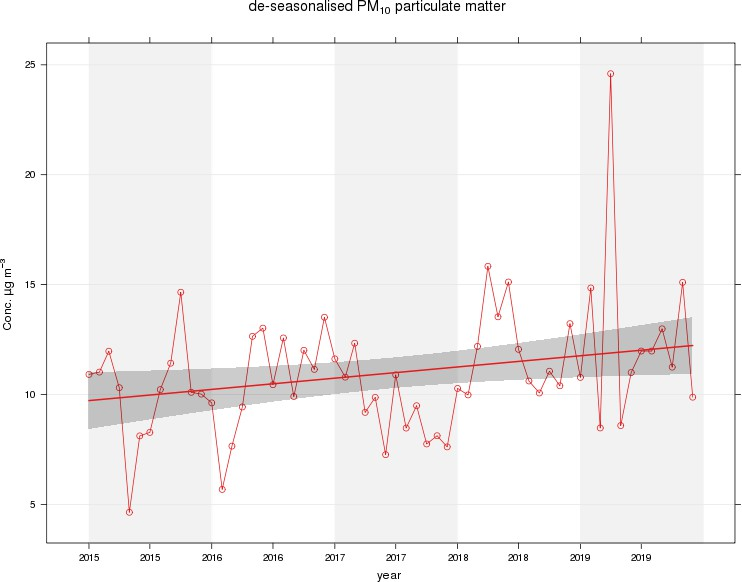 de-seasonalised PM₁₀ particulate matter
25
20
15
10
5
Conc. µg m⁻³
2015 2015 2016 2016 2017 2017 2018 2018 2019 2019
year